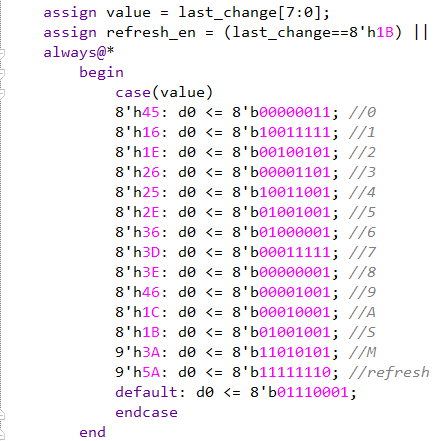 assign value = last_change[7:0];
assign refresh_en = (last_change==8'h1B) ||
always@*
begin
case(value)
8'h45: d0 <= 8'b00000011; //0
8'h16: d0 <= 8'b10011111; //1
8'h1E: d0 <= 8'b00100101; //2
8'h26: d0 <= 8'b00001101; //3
8'h25: d0 <= 8'b10011001; //4
8'h2E: d0 <= 8'b01001001; //5
8'h36: d0 <= 8'b01000001; //6
8'h3D: d0 <= 8'b00011111; //7
8'h3E: d0 <= 8'b00000001; //8
8'h46: d0 <= 8'b00001001; //9
8'h1C: d0 <= 8'b00010001; //A
8'h1B: d0 <= 8'b01001001; //S
9'h3A: d0 <= 8'b11010101; //M
9'h5A: d0 <= 8'b11111110; //refresh
default: d0 <= 8'b01110001;
endcase
end